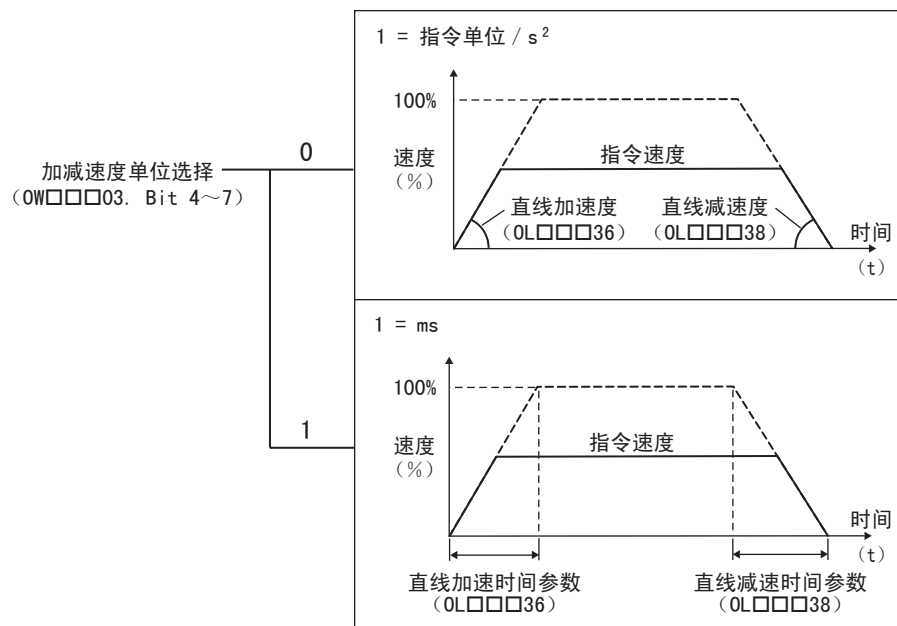 加减速度单位选择
（OW□□□03. Bit 4～7）
0
1
1 = 指令单位 / s²
100%
速度
（%）
指令速度
直线加速度
（OL□□□36）
直线减速度
（OL□□□38）
时间
（t）
1 = ms
100%
速度
（%）
指令速度
时间
（t）
直线加速时间参数
（OL□□□36）
直线减速时间参数
（OL□□□38）